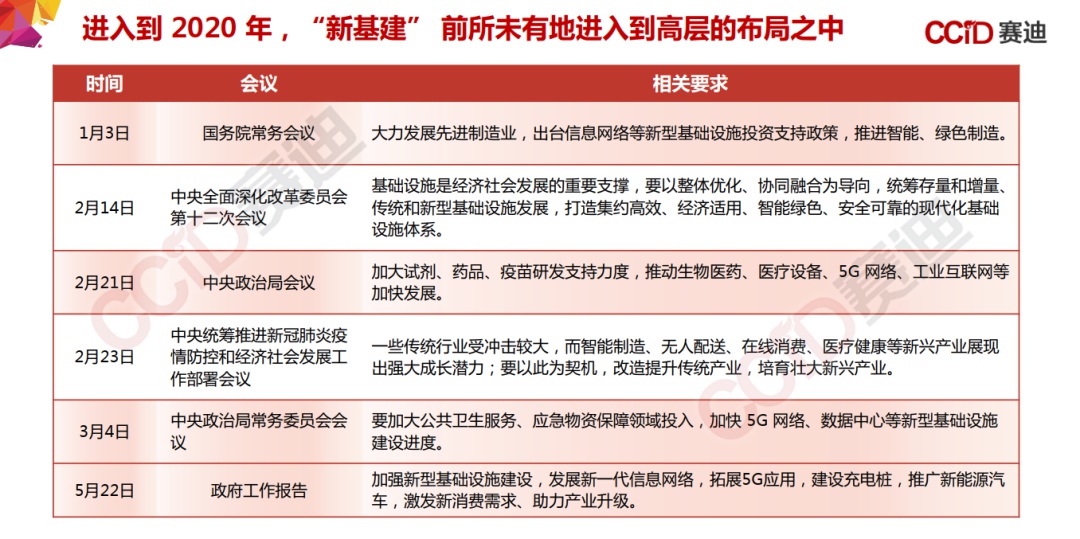 进入到 2020 年，“新基建” 前所未有地进入到高层的布局之中
CCiD 赛迪
时间 会议 相关要求
1月3日 国务院常务会议 大力发展先进制造业，出台信息网络等新型基础设施投资支持政策，推进智能、绿色制造。
2月14日
中央全面深化改革委员会
第十二次会议
基础设施是经济社会发展的重要支撑，要以整体优化、协同融合为导向，统筹存量和增量、
传统和新型基础设施发展，打造集约高效、经济适用、智能绿色、安全可靠的现代化基础
设施体系。
2月21日 中央政治局会议
加大试剂、药品、疫苗研发支持力度，推动生物医药、医疗设备、5G 网络、工业互联网等
加快发展。
2月23日
中央统筹推进新冠肺炎疫
情防控和经济社会发展工
作部署会议
一些传统行业受冲击较大，而智能制造、无人配送、在线消费、医疗健康等新兴产业展现
出强大成长潜力；要以此为契机，改造提升传统产业，培育壮大新兴产业。
3月4日
中央政治局常务委员会会
议
要加大公共卫生服务、应急物资保障领域投入，加快 5G 网络、数据中心等新型基础设施
建设进度。
5月22日 政府工作报告
加强新型基础设施建设，发展新一代信息网络，拓展5G应用，建设充电桩，推广新能源汽
车，激发新消费需求、助力产业升级。
CCiD赛迪
CCiD赛迪